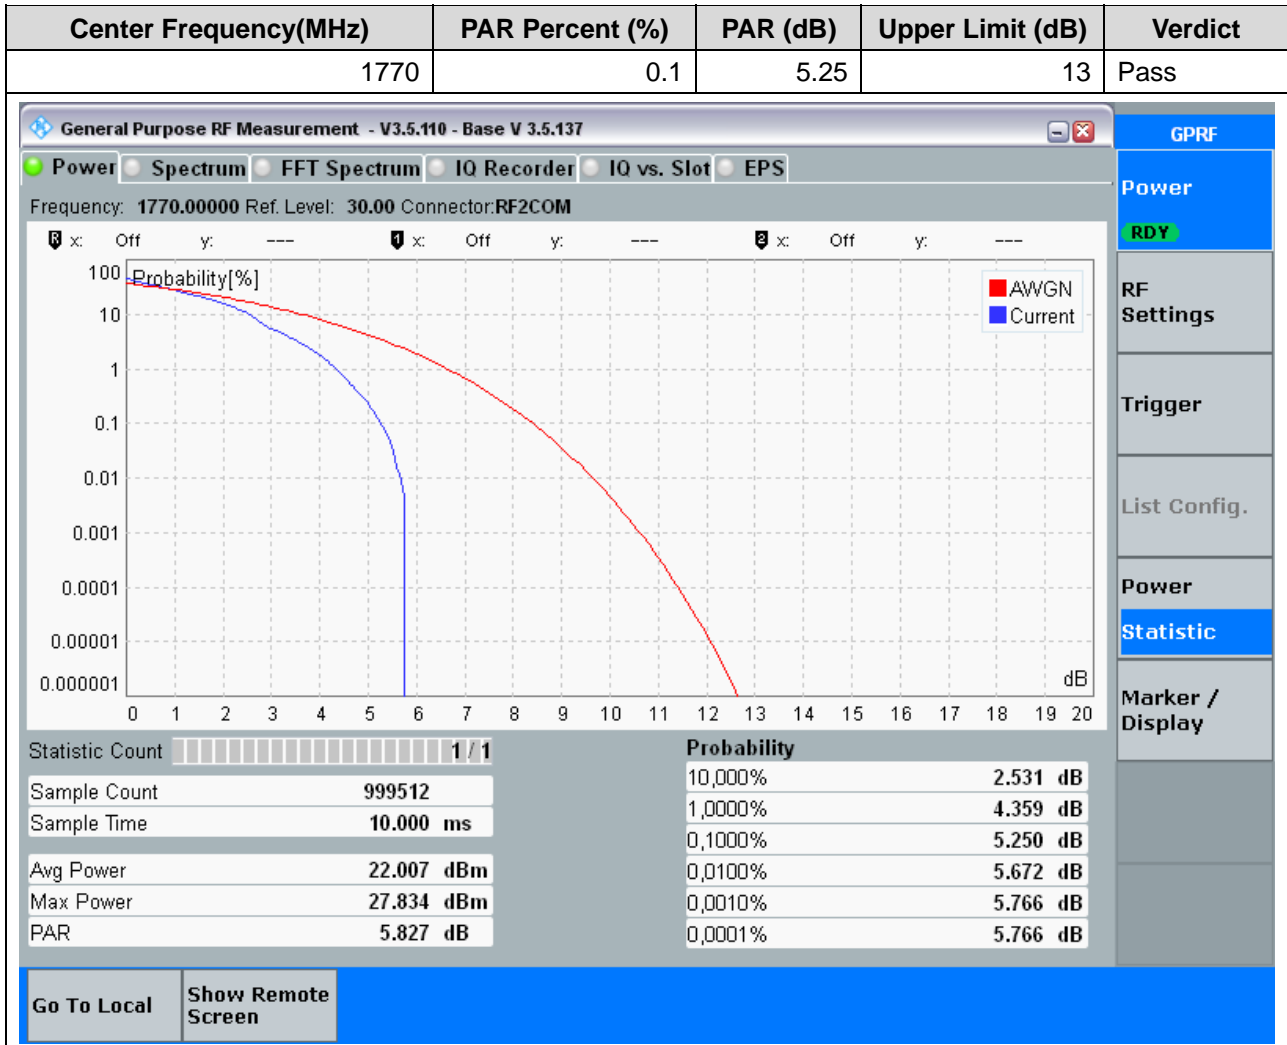 Center Frequency(MHz) PAR Percent (%) PAR (dB) Upper Limit (dB) Verdict
1770 0.1 5.25 13 Pass
General Purpose RF Measurement - V3.5.110 - Base V 3.5.137
GPRF
Power Spectrum FFT Spectrum IQ Recorder IQ vs. Slot EPS
Frequency: 1770.00000 Ref. Level: 30.00 Connector:RF2COM
R x: Off y: --- 1 x: Off y: --- 2 x: Off y: ---
Probability[%]
100
10
1
0.1
0.01
0.001
0.0001
0.00001
0.000001
AWGN
Current
dB
0 1 2 3 4 5 6 7 8 9 10 11 12 13 14 15 16 17 18 19 20
Statistic Count 1 / 1
Sample Count 999512
Sample Time 10.000 ms
Avg Power 22.007 dBm
Max Power 27.834 dBm
PAR 5.827 dB
Probability
10,000% 2.531 dB
1,0000% 4.359 dB
0,1000% 5.250 dB
0,0100% 5.672 dB
0,0010% 5.766 dB
0,0001% 5.766 dB
Power
RDY
RF
Settings
Trigger
List Config.
Power
Statistic
Marker /
Display
Go To Local
Show Remote
Screen